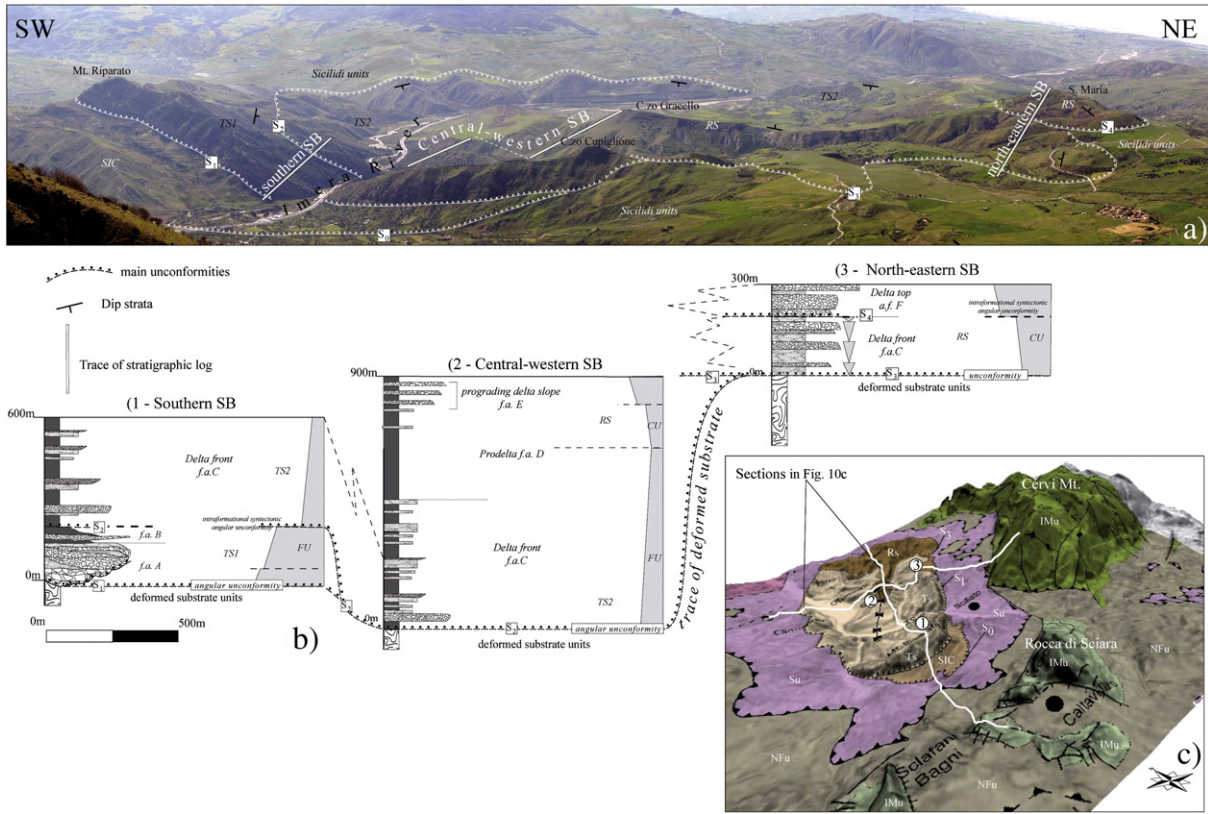 SW
NE
Mt. Riparato
Sicilidi units
S. Maria
RS
TS2
C.zo Gracello
S₂
TS1
TS2
RS
S₄
Central-western SB
C.zo Cupiglione
north-eastern SB
Sicilidi units
SIC
S₁
southern SB
Imera River
Sicilidi units
S₃
S₀
a)
main unconformities
Dip strata
Trace of stratigraphic log
(3 - North-eastern SB
300m
Delta top
a.f. F
intraformational syntectonic
angular unconformity
S₄
Delta front
f.a.C
RS
CU
0m
S₃
S₃
unconformity
deformed substrate units
(2 - Central-western SB
900m
prograding delta slope
f.a. E
RS
CU
Prodelta f.a. D
Delta front
f.a.C
FU
TS2
0m
S₂
angular unconformity
deformed substrate units
trace of deformed substrate
(1 - Southern SB
600m
Delta front
f.a.C
TS2
intraformational syntectonic
angular unconformity
S₂
f.a. B
TS1
FU
f.a. A
0m
S₁
angular unconformity
deformed substrate units
S₂
0m
500m
b)
Sections in Fig. 10c
Cervi Mt.
IMu
S₃
Rs
3
S₁
2
Scillato
Su
1
S₀
Rocca di Sciara
IMu
NFu
Ts
SIC
Su
Caltavuturo
IMu
NFu
Sclafani
Bagni
NFu
IMu
c)